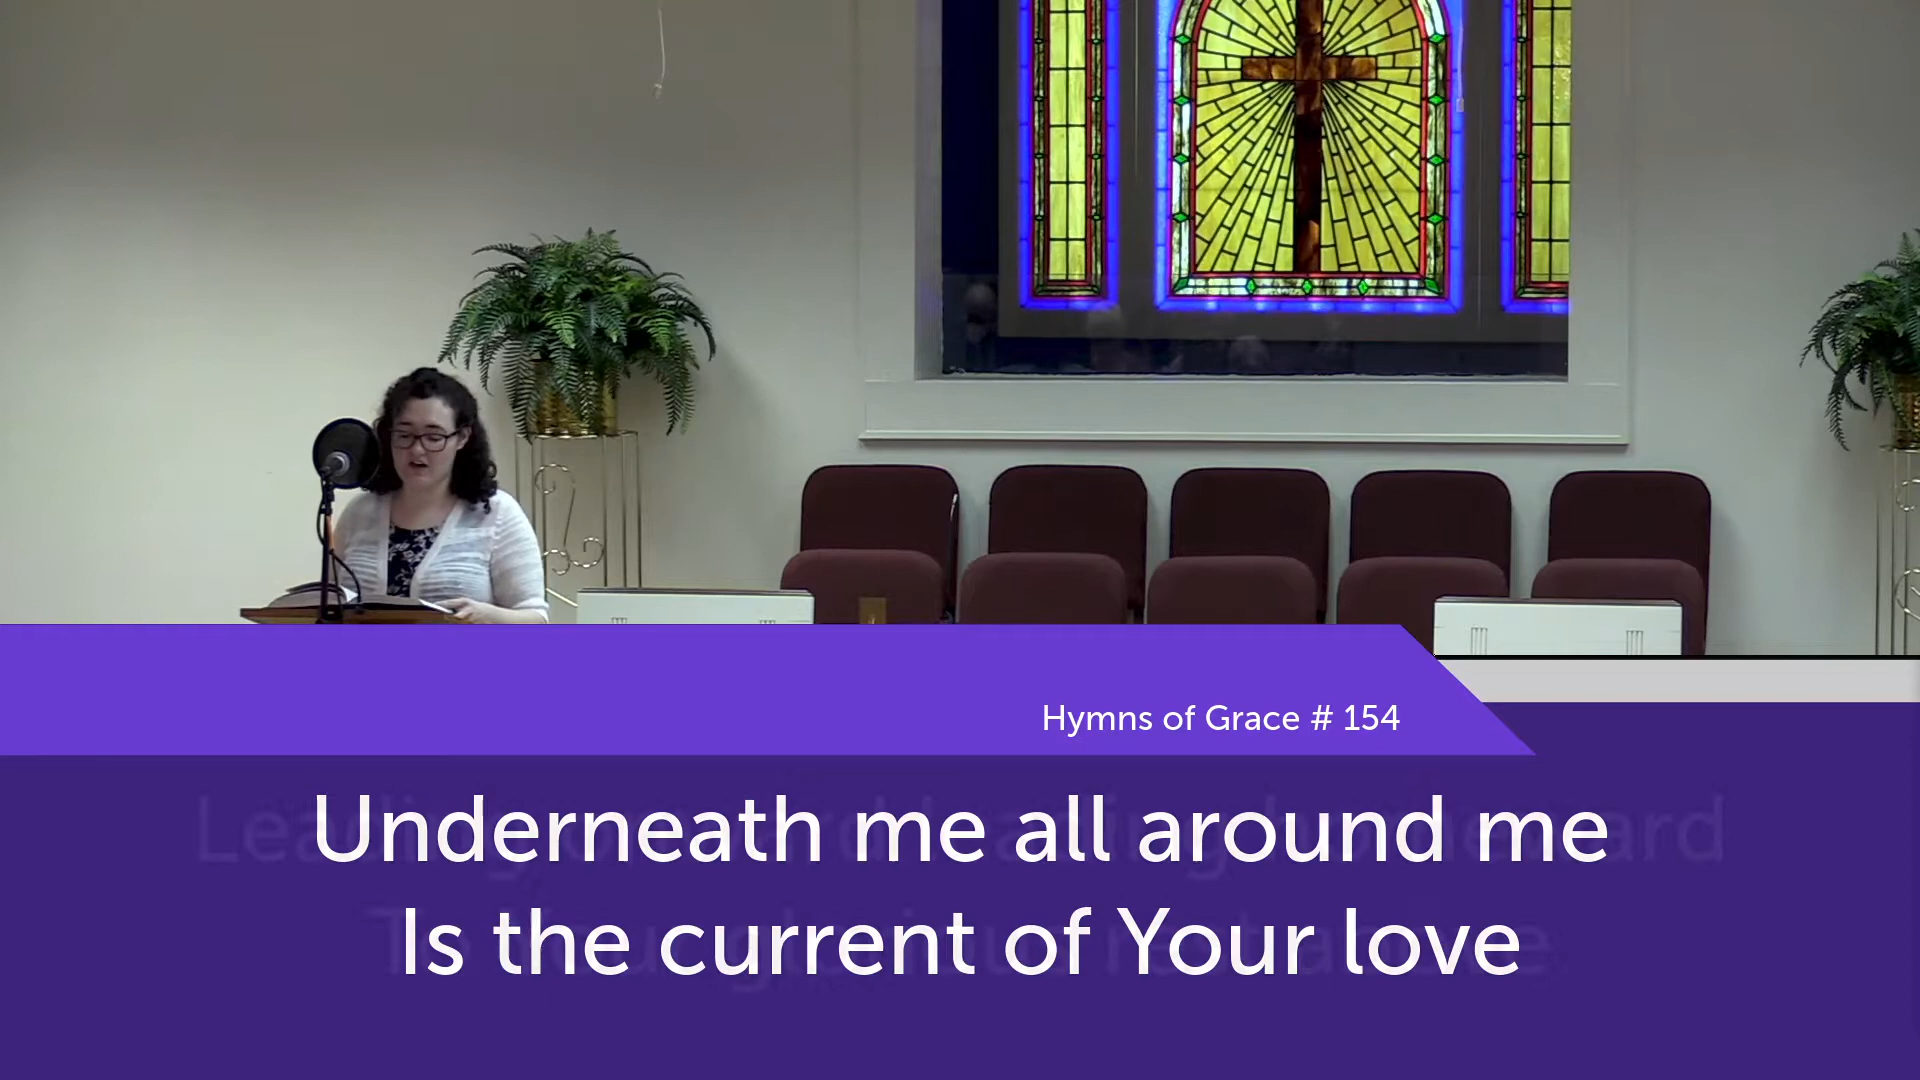 Hymns of Grace # 154
Underneath me all around me
Is the current of Your love